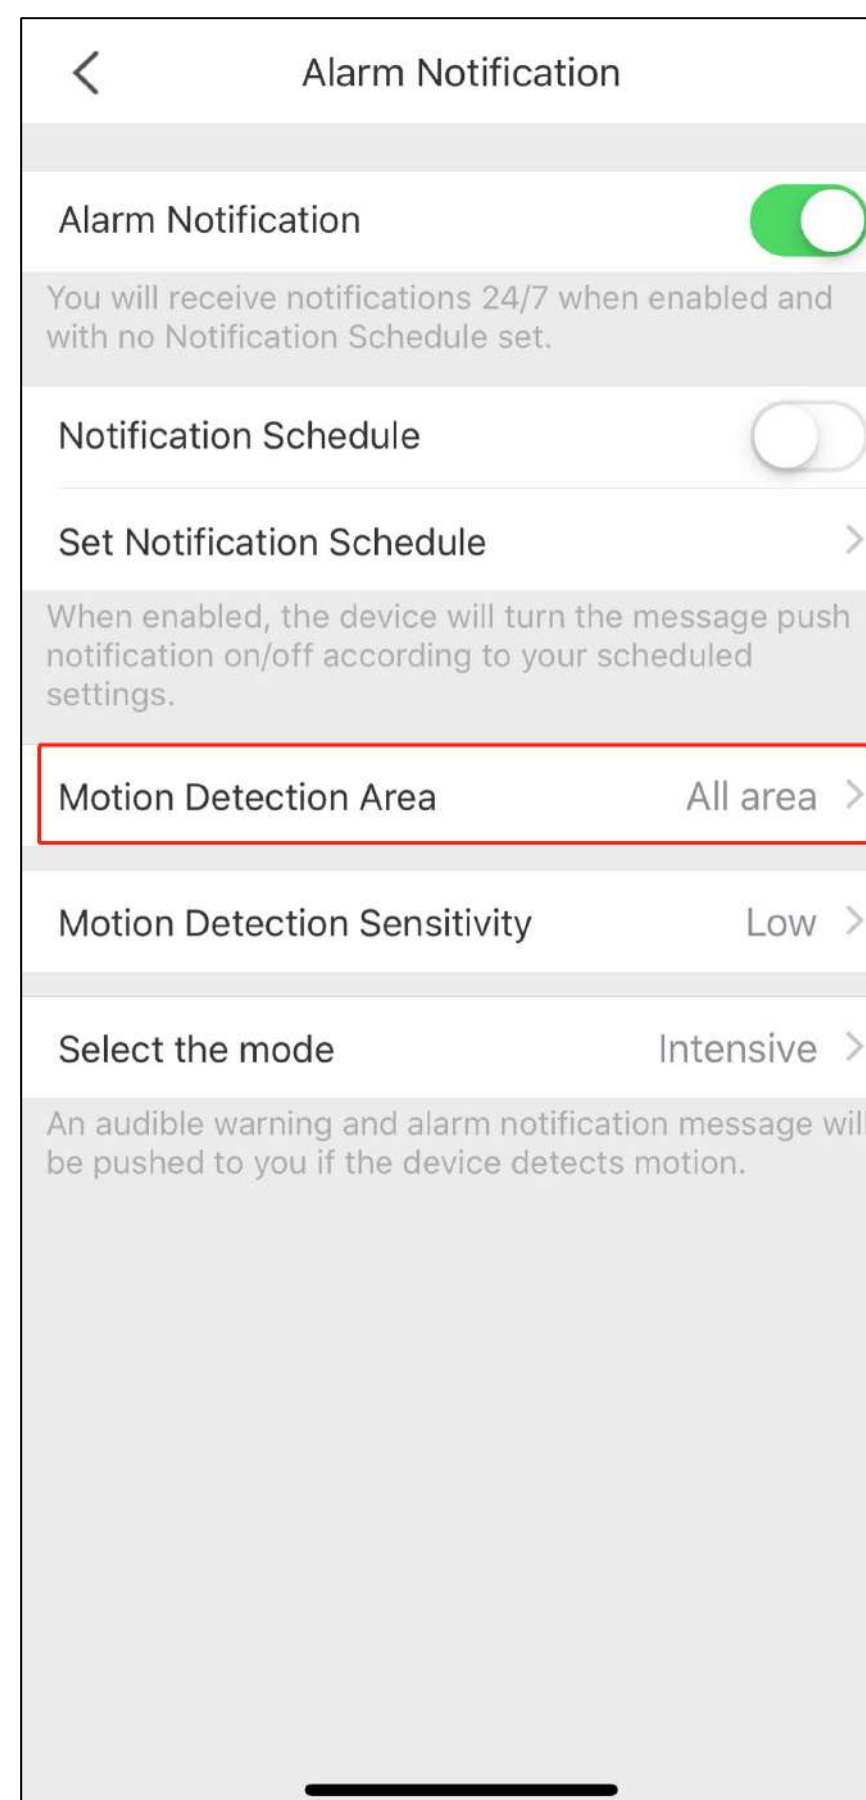 Alarm Notification
Alarm Notification
You will receive notifications 24/7 when enabled and
with no Notification Schedule set.
Notification Schedule
Set Notification Schedule
When enabled, the device will turn the message push
notification on/off according to your scheduled
settings.
Motion Detection Area All area
Motion Detection Sensitivity Low
Select the mode Intensive
An audible warning and alarm notification message will
be pushed to you if the device detects motion.